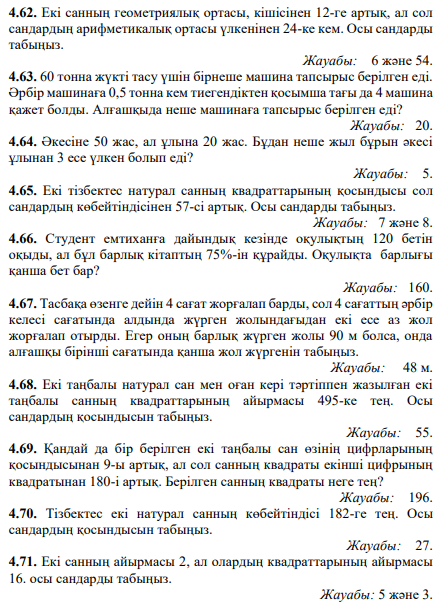 4.62. Екі санның геометриялық ортасы, кішісінен 12-ге артық, ал сол
сандардың арифметикалық ортасы үлкенінен 24-ке кем. Осы сандарды
табыңыз.
Жауабы: 6 және 54.
4.63. 60 тонна жүкті тасу үшін бірнеше машина тапсырыс берілген еді.
Әрбір машинаға 0,5 тонна кем тиегендіктен қосымша тағы да 4 машина
қажет болды. Алғашқыда неше машинаға тапсырыс берілген еді?
Жауабы: 20.
4.64. Әкесіне 50 жас, ал ұлына 20 жас. Бұдан неше жыл бұрын әкесі
ұлынан 3 есе үлкен болып еді?
Жауабы: 5.
4.65. Екі тізбектес натурал санның квадраттарының қосындысы сол
сандардың көбейтіндісінен 57-сі артық. Осы сандарды табыңыз.
Жауабы: 7 және 8.
4.66. Студент емтиханға дайындық кезінде оқулықтың 120 бетін
оқыды, ал бұл барлық кітаптың 75%-ін құрайды. Оқулықта барлығы
қанша бет бар?
Жауабы: 160.
4.67. Тасбақа өзенге дейін 4 сағат жорғалап барды, сол 4 сағаттың әрбір
келесі сағатында алдында жүрген жолындағыдан екі есе аз жол
жорғалап отырды. Егер оның барлық жүрген жолы 90 м болса, онда
алғашқы бірінші сағатында қанша жол жүргенін табыңыз.
Жауабы: 48 м.
4.68. Екі таңбалы натурал сан мен оған кері тәртіппен жазылған екі
таңбалы санның квадраттарының айырмасы 495-ке тең. Осы
сандардың қосындысын табыңыз.
Жауабы: 55.
4.69. Қандай да бір берілген екі таңбалы сан өзінің цифрларының
қосындысынан 9-ы артық, ал сол санның квадраты екінші цифрының
квадратынан 180-і артық. Берілген санның квадраты неге тең?
Жауабы: 196.
4.70. Тізбектес екі натурал санның көбейтіндісі 182-ге тең. Осы
сандардың қосындысын табыңыз.
Жауабы: 27.
4.71. Екі санның айырмасы 2, ал олардың квадраттарының айырмасы
16. осы сандарды табыңыз.
Жауабы: 5 және 3.